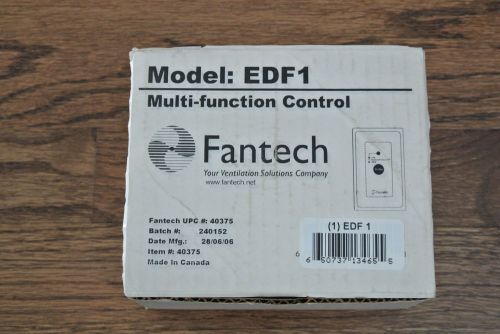 Model: EDF1
Multi-function Control
Fantech
Your Ventilation Solutions Company
www.fantech.net
Fantech UPC #: 40375
Batch #: 240152
Date Mfg.: 28/06/06
Item #: 40375
Made In Canada
(1) EDF 1
6 50737 13465 5